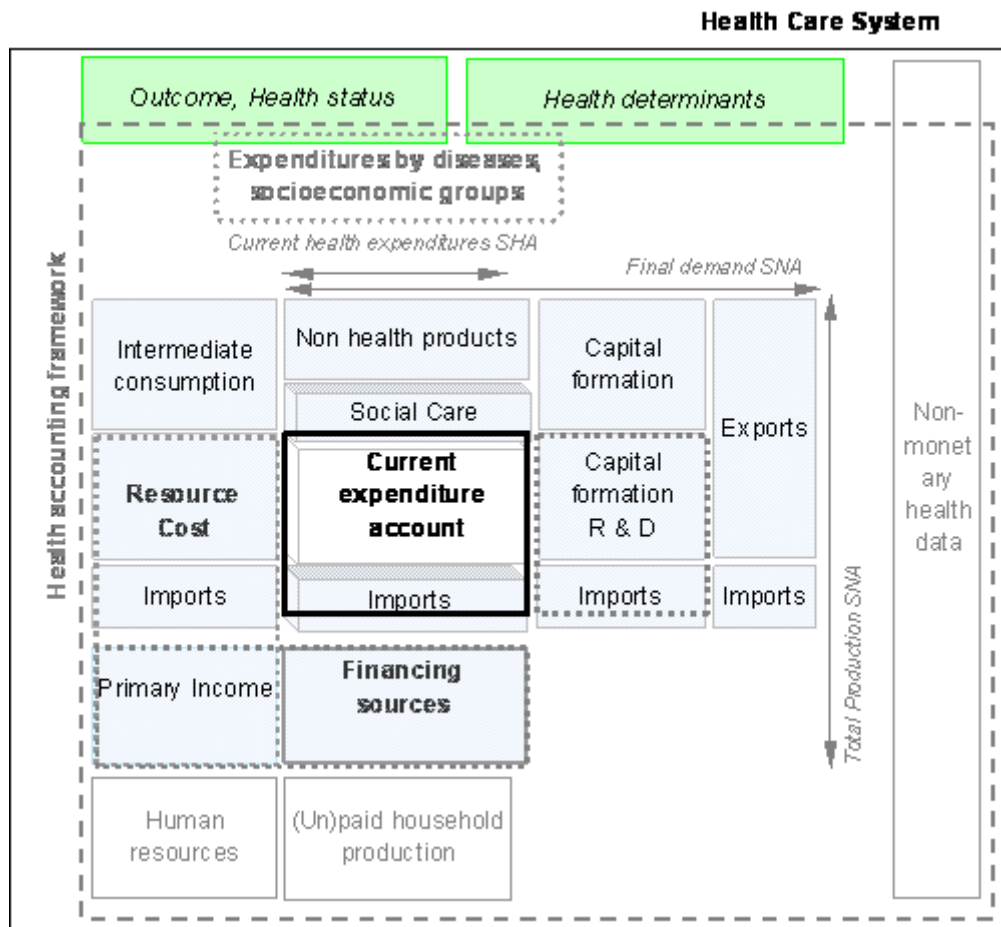 Health Care System
Outcome, Health status
Health determinants
Expenditures by diseases,
socioeconomic groups
Current health expenditures SHA
Final demand SNA
Health accounting framework
Intermediate
consumption
Non health products
Capital
formation
Social Care
Exports
Non-
monet
ary
health
data
Resource
Cost
Current
expenditure
account
Capital
formation
R & D
Imports
Imports
Imports
Imports
Total Production SNA
Primary Income
Financing
sources
Human
resources
(Un)paid household
production